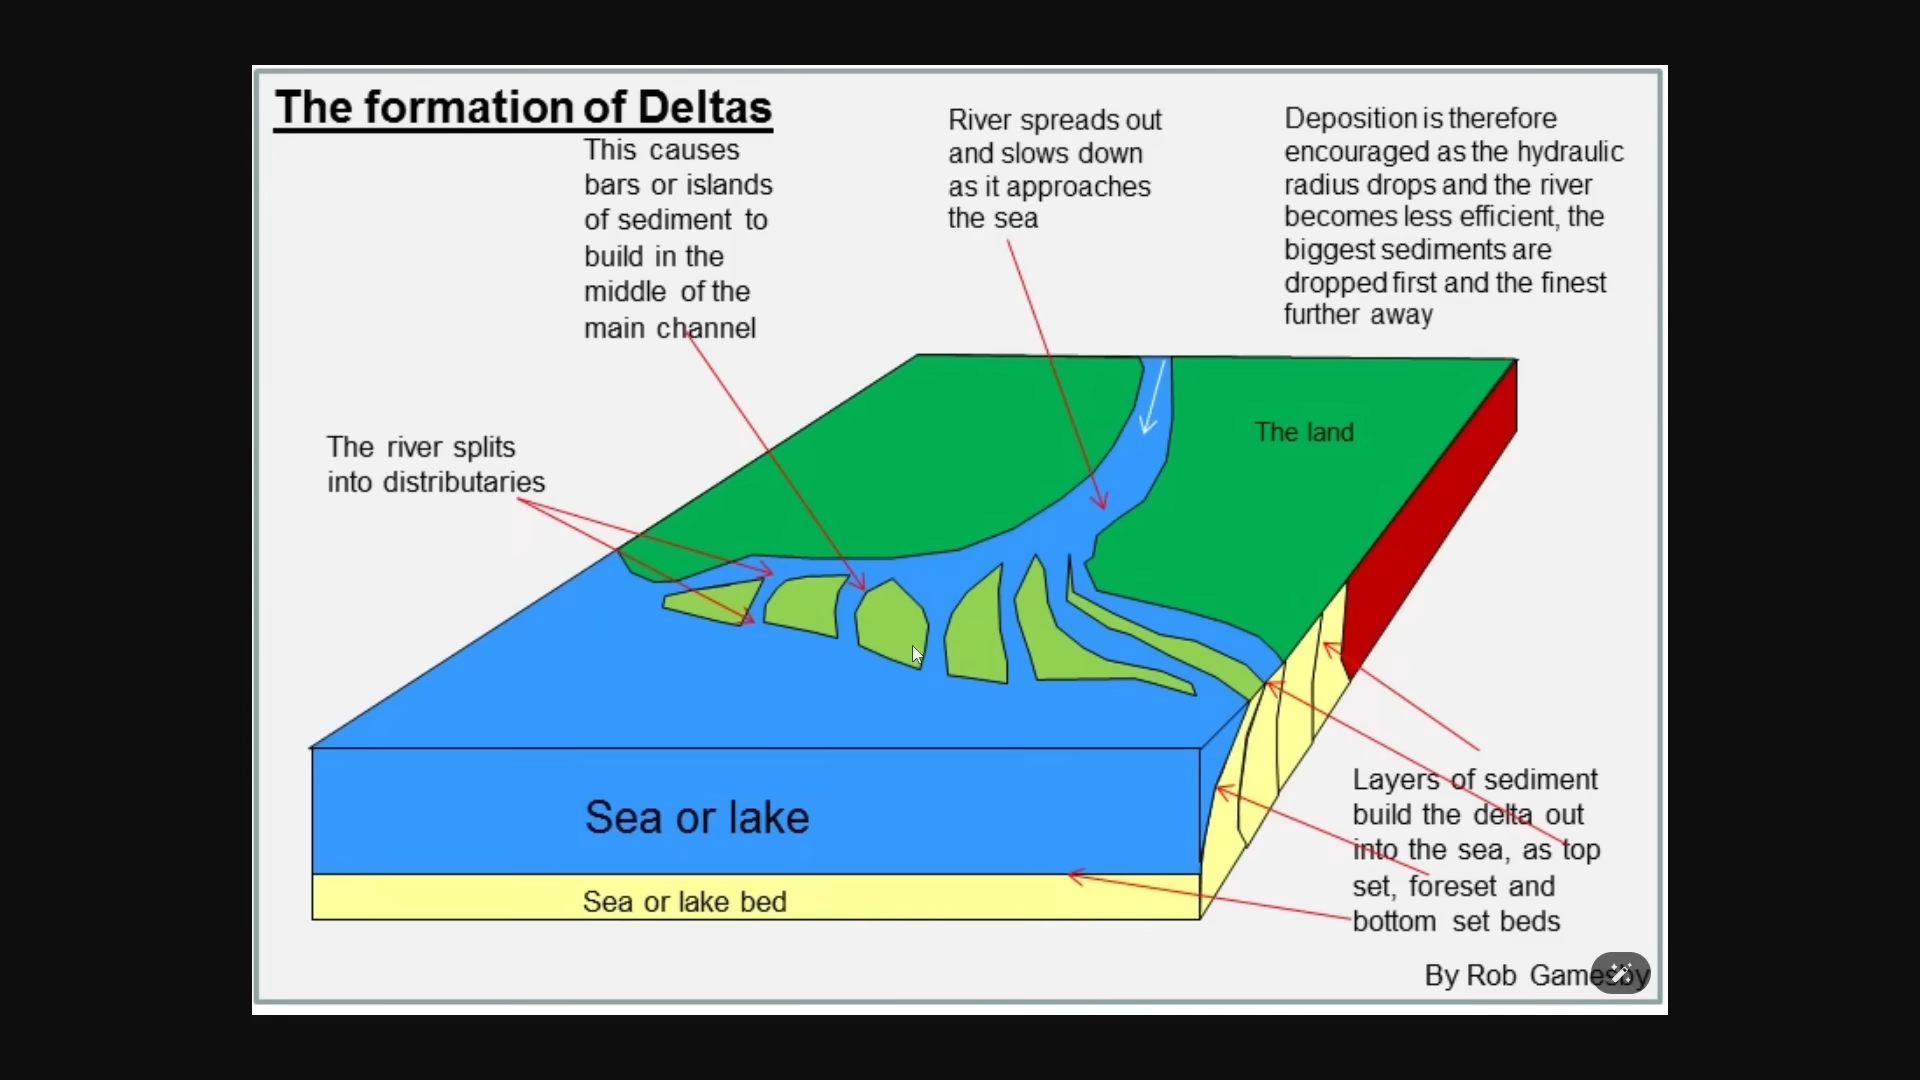 The formation of Deltas
This causes
bars or islands
of sediment to
build in the
middle of the
main channel
River spreads out
and slows down
as it approaches
the sea
Deposition is therefore
encouraged as the hydraulic
radius drops and the river
becomes less efficient, the
biggest sediments are
dropped first and the finest
further away
The river splits
into distributaries
The land
Sea or lake
Sea or lake bed
Layers of sediment
build the delta out
into the sea, as top
set, foreset and
bottom set beds
By Rob Gamesby